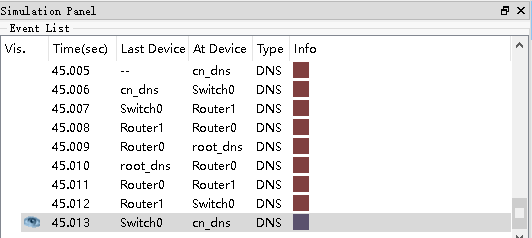 Simulation Panel
Event List
Vis. Time(sec) Last Device At Device Type Info
45.005 -- cn_dns DNS
45.006 cn_dns Switch0 DNS
45.007 Switch0 Router1 DNS
45.008 Router1 Router0 DNS
45.009 Router0 root_dns DNS
45.010 root_dns Router0 DNS
45.011 Router0 Router1 DNS
45.012 Router1 Switch0 DNS
45.013 Switch0 cn_dns DNS